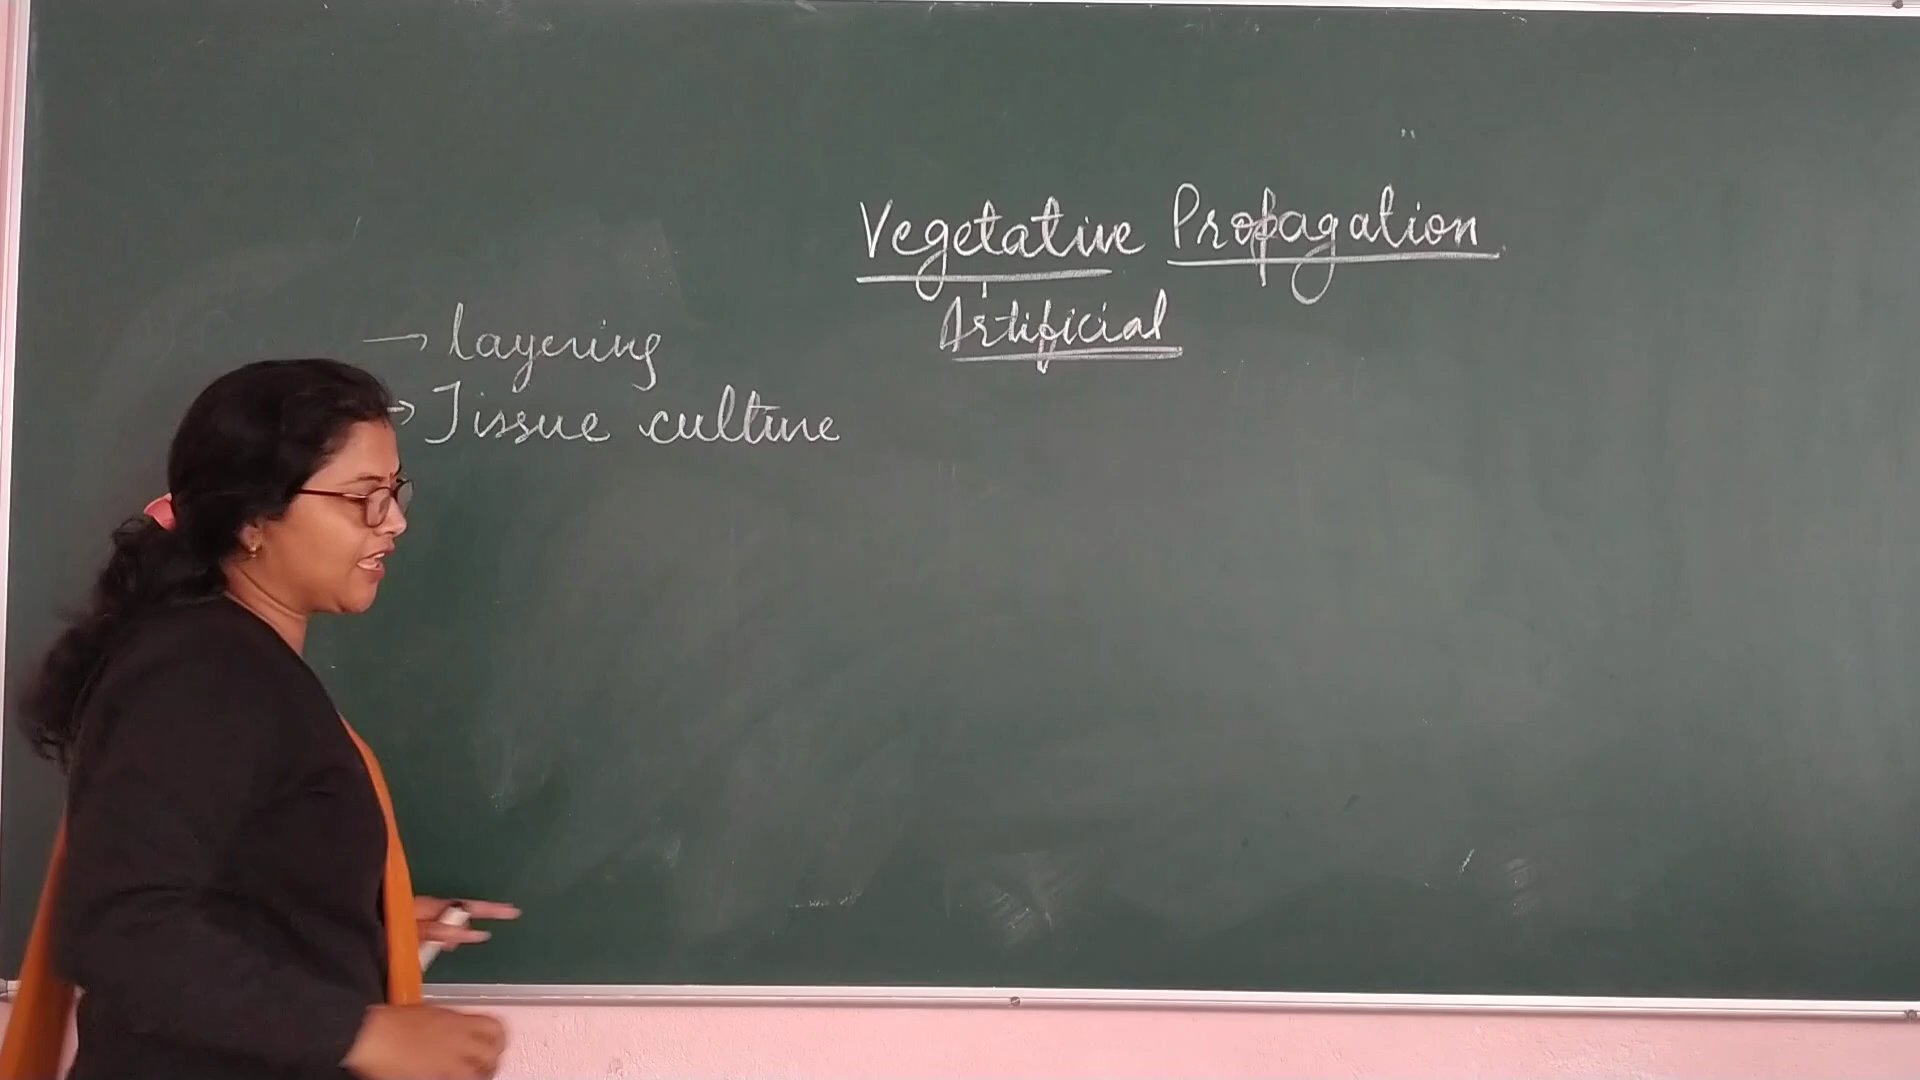 Vegetative Propagation
Artificial
→ layering
→ Tissue culture